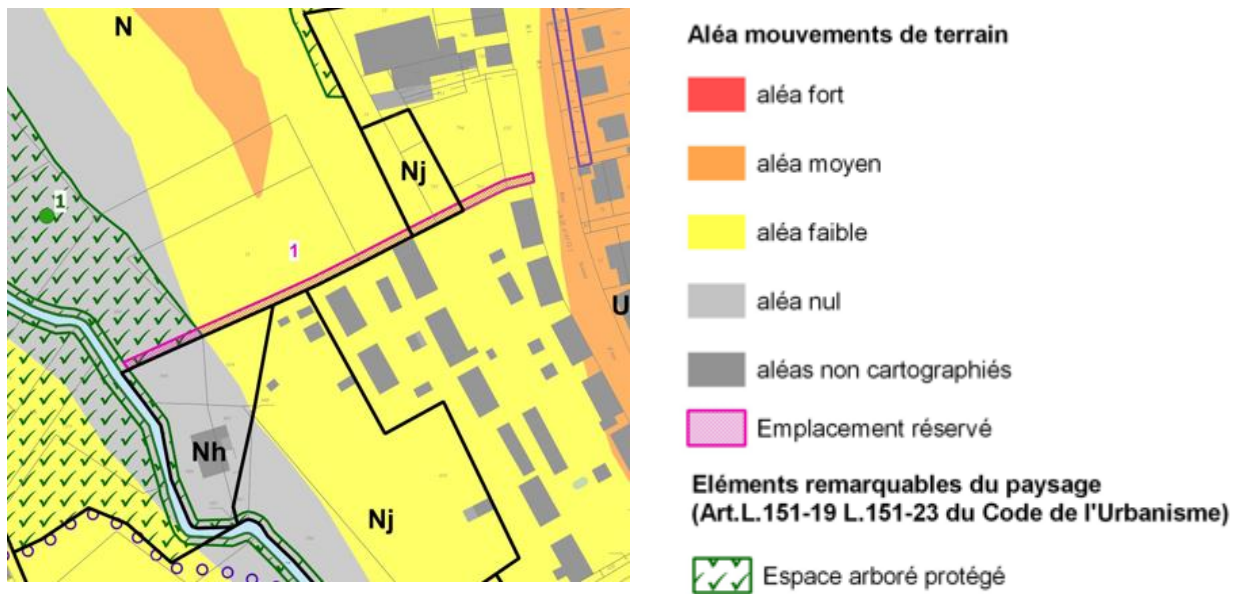 N
Nj
1
1
U
Nh
Nj
Aléa mouvements de terrain
aléa fort
aléa moyen
aléa faible
aléa nul
aléas non cartographiés
Emplacement réservé
Eléments remarquables du paysage
(Art.L.151-19 L.151-23 du Code de l'Urbanisme)
Espace arboré protégé